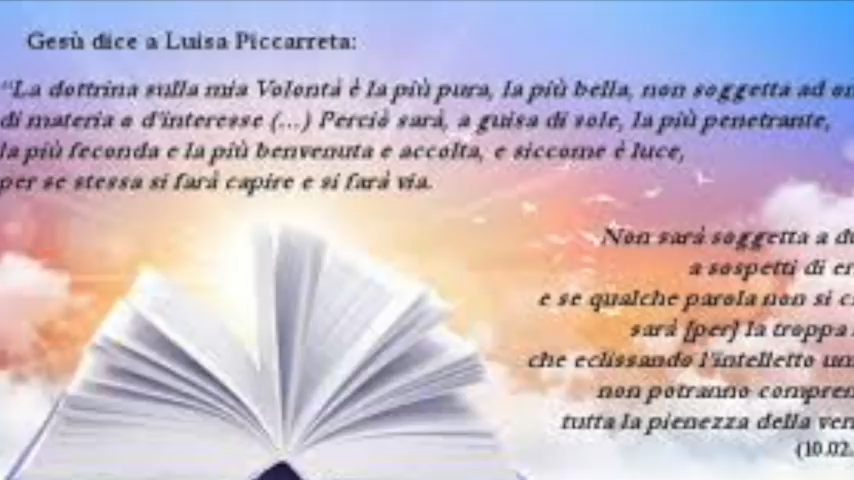 Gesù dice a Luisa Piccarreta:
"La dottrina sulla mia Volontà è la più pura, la più bella, non soggetta ad
di materia o d'interesse (...) Perciò sarà, a guisa di sole, la più penetrante,
la più feconda e la più benvenuta e accolta, e siccome è luce,
per se stessa si farà capire e si farà via.
Non sarà soggetta a
a sospetti di
e se qualche parola non si
sarà [per] la troppa
che eclissando l'intelletto
non potranno
tutta la pienezza della
(10.02.